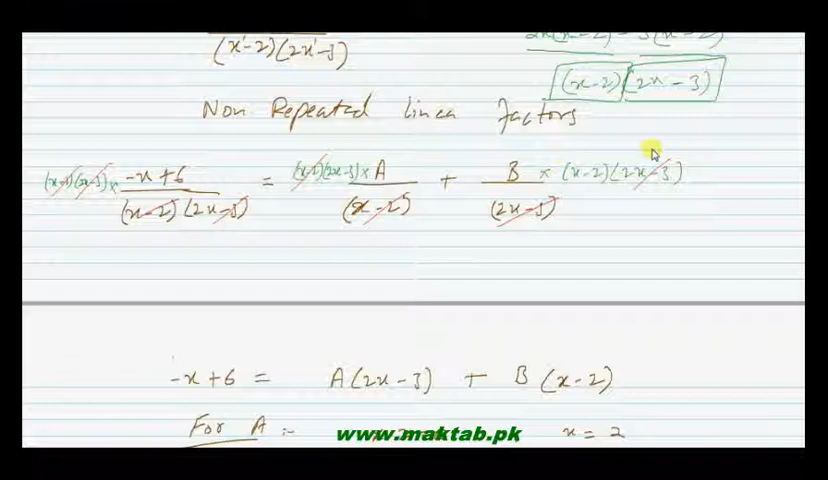 (x-2)(2x-3)
2x(x-2) - 3(x-2)
(x-2)(2x-3)
Non Repeated linea factors
(x-2)(2x-3)x -x+6 / (x-2)(2x-3) = (x-2)(2x-3)x A / (x-2) + B x (x-2)(2x-3) / (2x-3)
-x+6 = A(2x-3) + B(x-2)
For A :- x = 2
www.maktab.pk